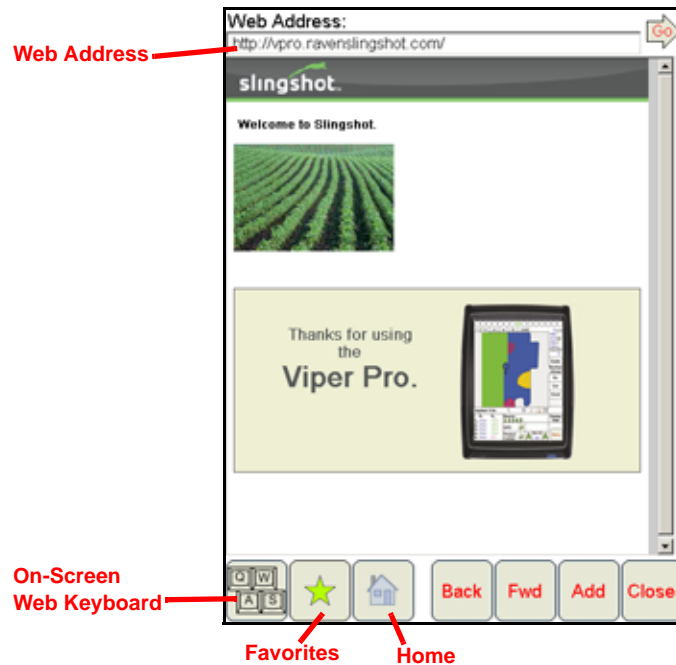 Web Address:
Go
http://vpro.ravenslingshot.com/
Web Address
slingshot
Welcome to Slingshot.
Thanks for using
the
Viper Pro.
Q W
A S
On-Screen
Web Keyboard
Back
Fwd
Add
Close
Favorites
Home